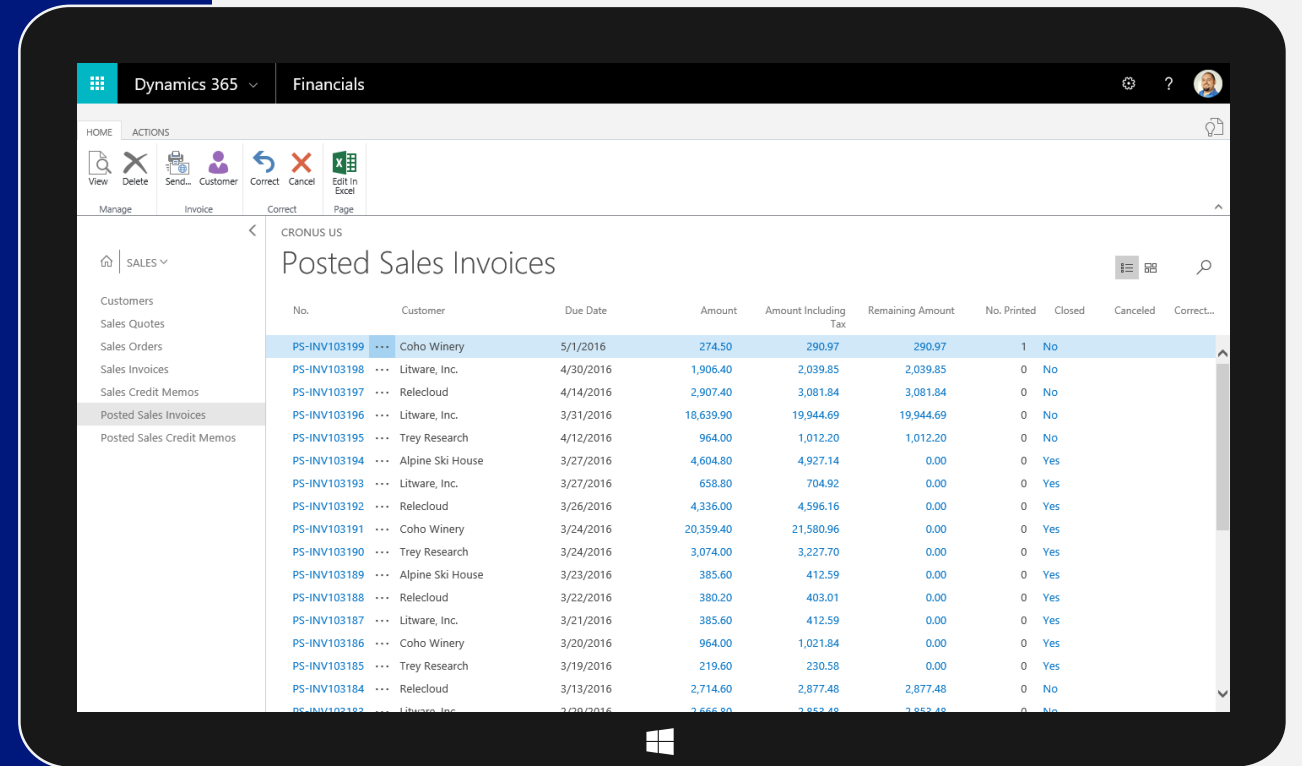 Dynamics 365 Financials ?
HOME ACTIONS
View Delete Send... Customer Correct Cancel Edit In
Excel
Manage Invoice Correct Page
CRONUS US
SALES
Posted Sales Invoices
Customers
Sales Quotes
Sales Orders
Sales Invoices
Sales Credit Memos
Posted Sales Invoices
Posted Sales Credit Memos
No. Customer Due Date Amount Amount Including Remaining Amount No. Printed Closed Canceled Correct...
Tax
PS-INV103199 ... Coho Winery 5/1/2016 274.50 290.97 290.97 1 No
PS-INV103198 ... Litware, Inc. 4/30/2016 1,906.40 2,039.85 2,039.85 0 No
PS-INV103197 ... Relecloud 4/14/2016 2,907.40 3,081.84 3,081.84 0 No
PS-INV103196 ... Litware, Inc. 3/31/2016 18,639.90 19,944.69 19,944.69 0 No
PS-INV103195 ... Trey Research 4/12/2016 964.00 1,012.20 1,012.20 0 No
PS-INV103194 ... Alpine Ski House 3/27/2016 4,604.80 4,927.14 0.00 0 Yes
PS-INV103193 ... Litware, Inc. 3/27/2016 658.80 704.92 0.00 0 Yes
PS-INV103192 ... Relecloud 3/26/2016 4,336.00 4,596.16 0.00 0 Yes
PS-INV103191 ... Coho Winery 3/24/2016 20,359.40 21,580.96 0.00 0 Yes
PS-INV103190 ... Trey Research 3/24/2016 3,074.00 3,227.70 0.00 0 Yes
PS-INV103189 ... Alpine Ski House 3/23/2016 385.60 412.59 0.00 0 Yes
PS-INV103188 ... Relecloud 3/22/2016 380.20 403.01 0.00 0 Yes
PS-INV103187 ... Litware, Inc. 3/21/2016 385.60 412.59 0.00 0 Yes
PS-INV103186 ... Coho Winery 3/20/2016 964.00 1,021.84 0.00 0 Yes
PS-INV103185 ... Trey Research 3/19/2016 219.60 230.58 0.00 0 Yes
PS-INV103184 ... Relecloud 3/13/2016 2,714.60 2,877.48 2,877.48 0 No